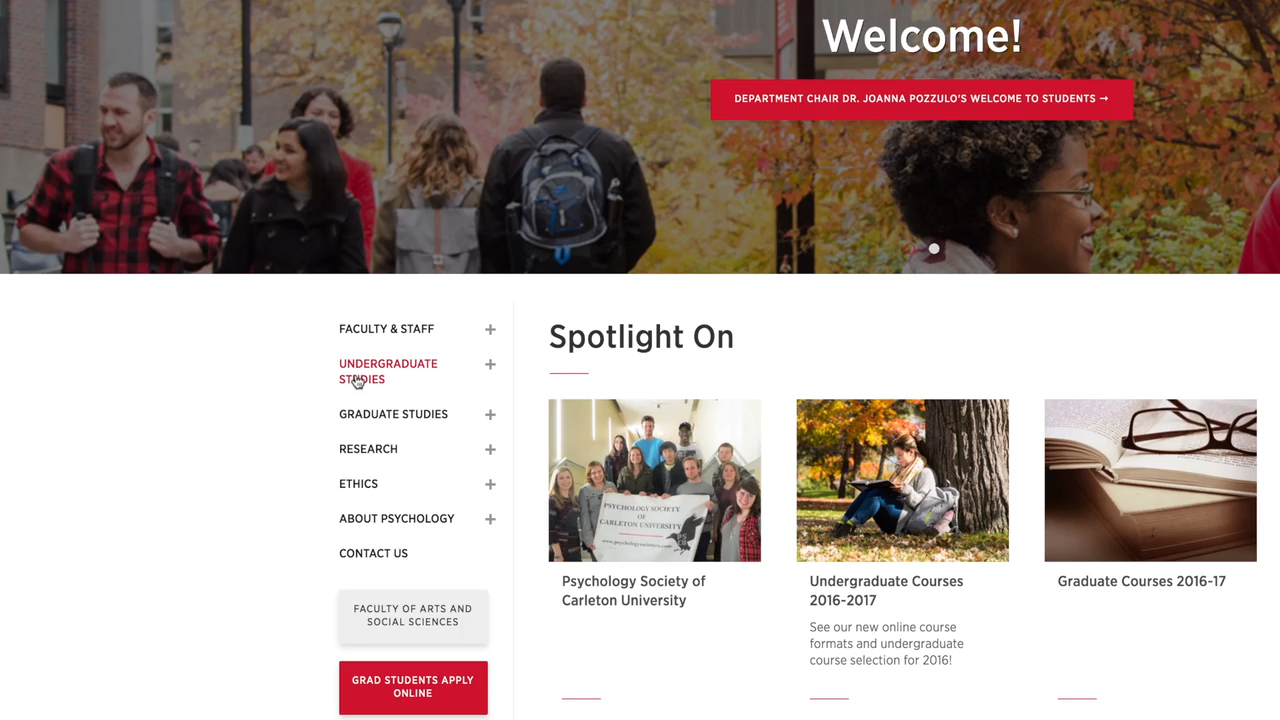 Welcome!
DEPARTMENT CHAIR DR. JOANNA POZZULO'S WELCOME TO STUDENTS →
FACULTY & STAFF +
UNDERGRADUATE +
STUDIES
GRADUATE STUDIES +
RESEARCH +
ETHICS +
ABOUT PSYCHOLOGY +
CONTACT US
FACULTY OF ARTS AND
SOCIAL SCIENCES
GRAD STUDENTS APPLY
ONLINE
Spotlight On
PSYCHOLOGY SOCIETY
OF
CARLETON UNIVERSITY
Psychology Society of
Carleton University
Undergraduate Courses
2016-2017
See our new online course
formats and undergraduate
course selection for 2016!
Graduate Courses 2016-17